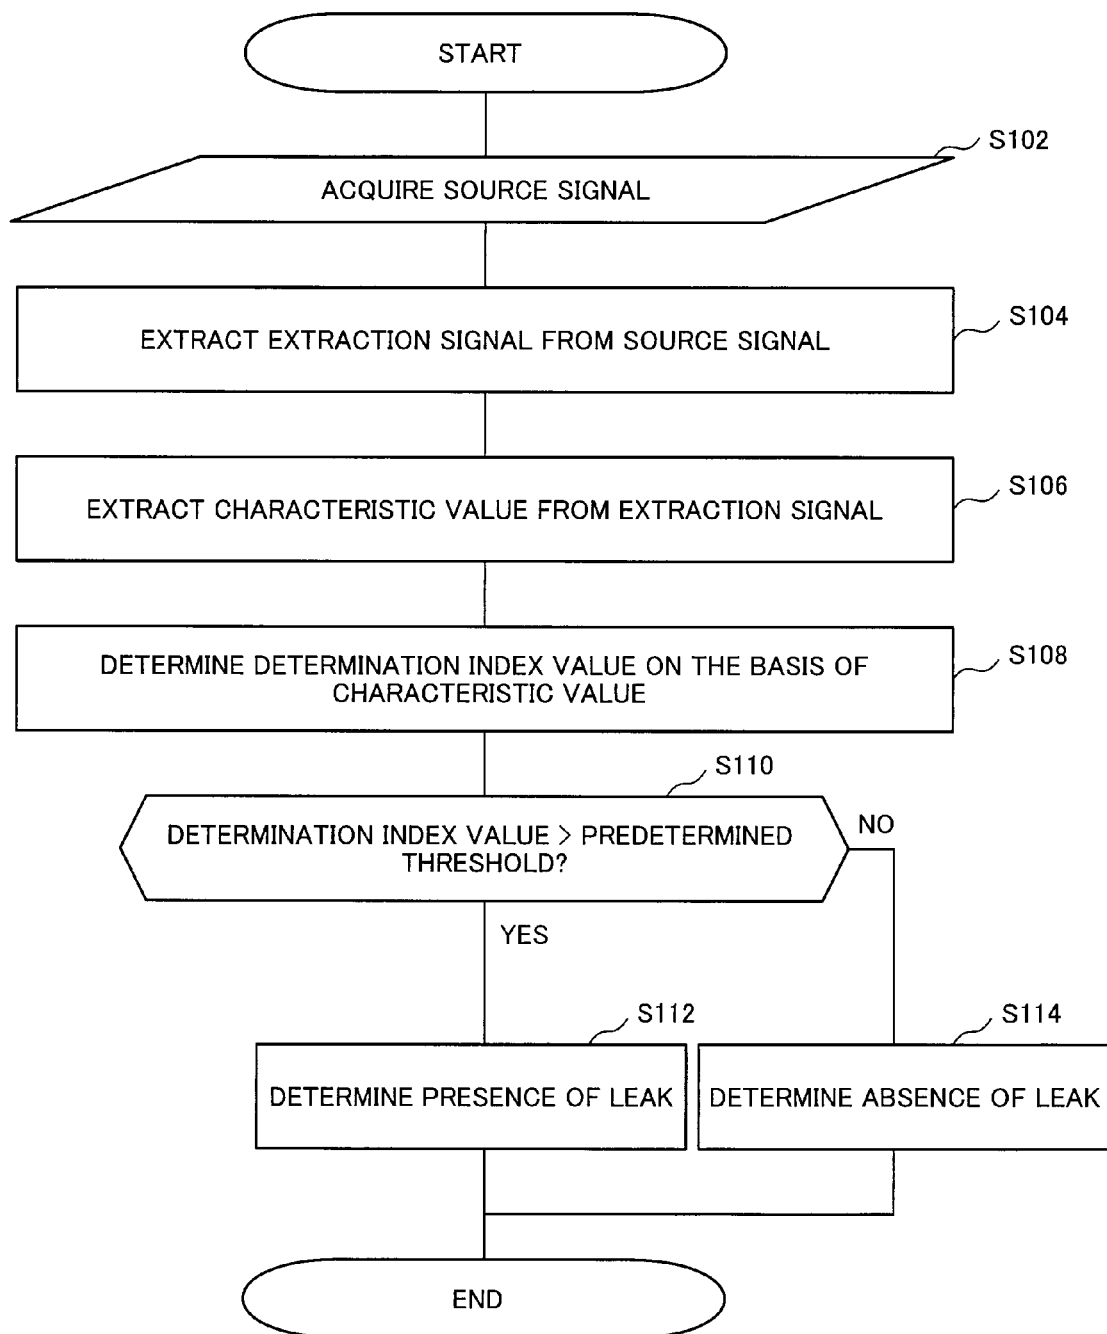 START
S102
ACQUIRE SOURCE SIGNAL
S104
EXTRACT EXTRACTION SIGNAL FROM SOURCE SIGNAL
S106
EXTRACT CHARACTERISTIC VALUE FROM EXTRACTION SIGNAL
S108
DETERMINE DETERMINATION INDEX VALUE ON THE BASIS OF
CHARACTERISTIC VALUE
S110
DETERMINATION INDEX VALUE > PREDETERMINED
THRESHOLD?
NO
YES
S112
DETERMINE PRESENCE OF LEAK
S114
DETERMINE ABSENCE OF LEAK
END